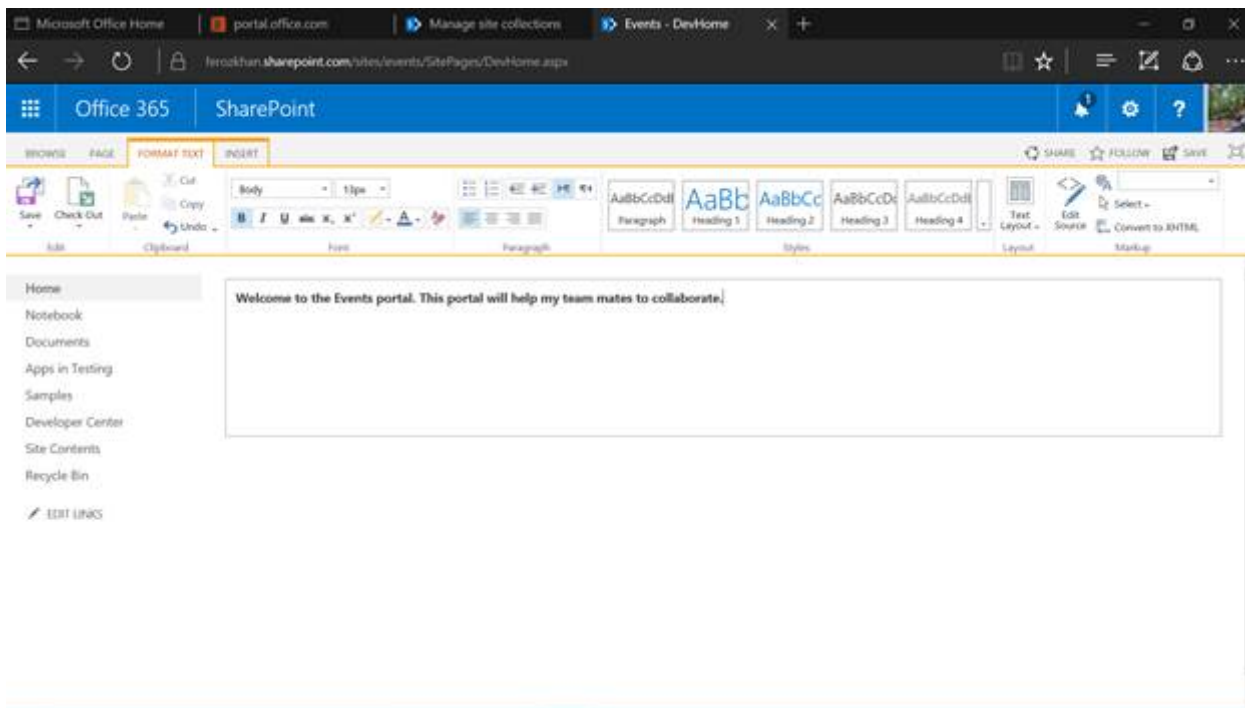 Microsoft Office Home
portal.office.com
Manage site collections
Events - DevHome
ferozkhan.sharepoint.com/sites/events/SitePages/DevHome.aspx
Office 365
SharePoint
1
?
BROWSE PAGE FORMAT TEXT INSERT
SHARE FOLLOW SAVE
Save
Check Out
Paste
Cut
Copy
Undo
Body
13px
B I U abc X, X'
A
AaBbCcDdI
Paragraph
AaBb
Heading 1
AaBbCc
Heading 2
AaBbCcDc
Heading 3
AaBbCcDdI
Heading 4
Text
Layout
Edit
Source
Select
Convert to XHTML
Edit
Clipboard
Font
Paragraph
Styles
Layout
Markup
Home
Notebook
Documents
Apps in Testing
Samples
Developer Center
Site Contents
Recycle Bin
EDIT LINKS
Welcome to the Events portal. This portal will help my team mates to collaborate.